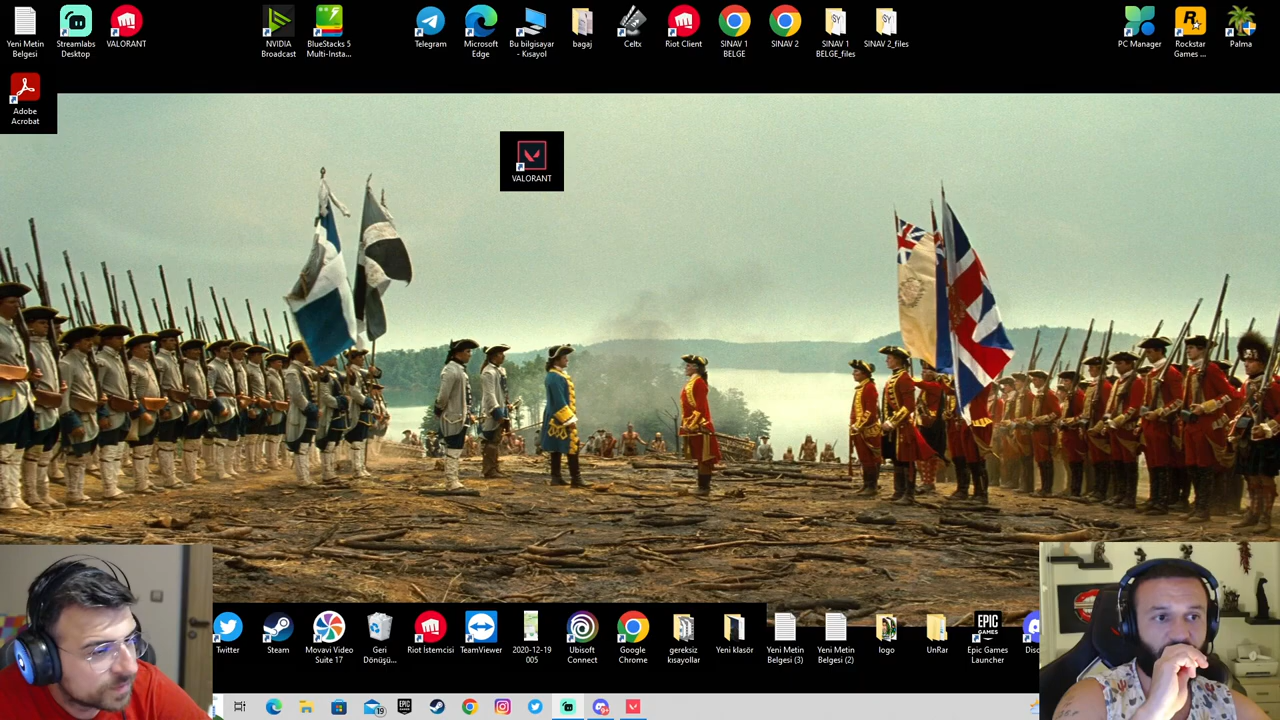 Yeni Metin
Belgesi
Streamlabs
Desktop
VALORANT
NVIDIA
Broadcast
BlueStacks 5
Multi-Insta...
Telegram
Microsoft
Edge
Bu bilgisayar
- Kısayol
bagaj
Celtx
Riot Client
SINAV 1
BELGE
SINAV 2
SINAV 1
BELGE_files
SINAV 2_files
PC Manager
Rockstar
Games ...
Palma
Adobe
Acrobat
VALORANT
Twitter
Steam
Movavi Video
Suite 17
Geri
Dönüşü...
Riot İstemcisi
TeamViewer
2020-12-19
005
Ubisoft
Connect
Google
Chrome
gereksiz
kısayollar
Yeni klasör
Yeni Metin
Belgesi (3)
Yeni Metin
Belgesi (2)
logo
UnRar
EPIC
GAMES
Epic Games
Launcher
19
EPIC